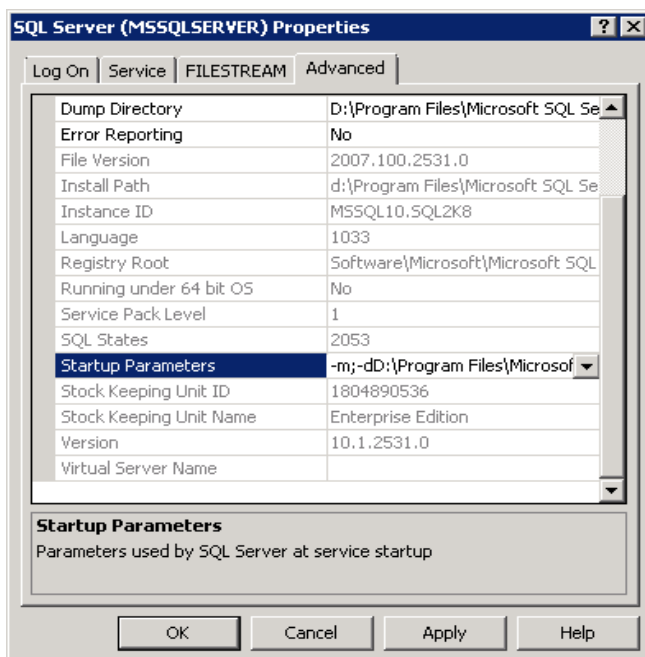 SQL Server (MSSQLSERVER) Properties
Log On Service FILESTREAM Advanced
Dump Directory D:\Program Files\Microsoft SQL Se
Error Reporting No
File Version 2007.100.2531.0
Install Path d:\Program Files\Microsoft SQL Se
Instance ID MSSQL10.SQL2K8
Language 1033
Registry Root Software\Microsoft\Microsoft SQL
Running under 64 bit OS No
Service Pack Level 1
SQL States 2053
Startup Parameters -m;-dD:\Program Files\Microsof
Stock Keeping Unit ID 1804890536
Stock Keeping Unit Name Enterprise Edition
Version 10.1.2531.0
Virtual Server Name
Startup Parameters
Parameters used by SQL Server at service startup
OK Cancel Apply Help